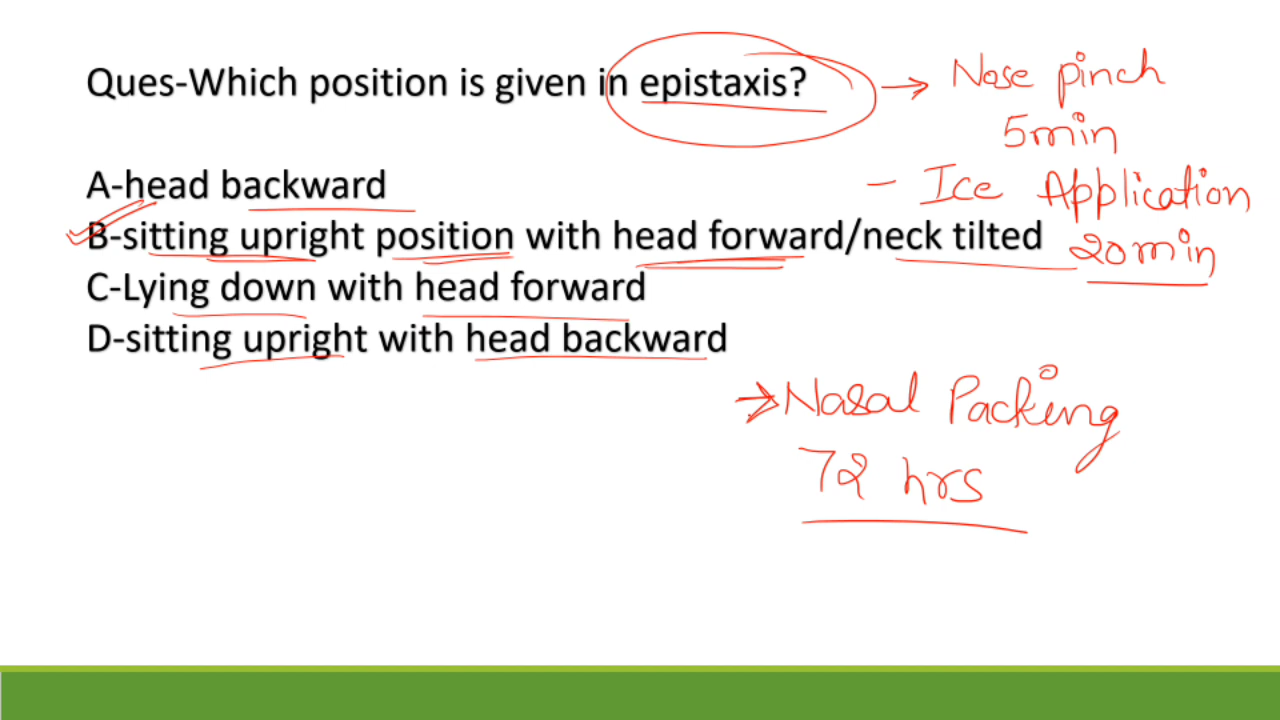 Ques-Which position is given in epistaxis?
→ Nose pinch
5min
A-head backward
- Ice Application
B-sitting upright position with head forward/neck tilted
20min
C-Lying down with head forward
D-sitting upright with head backward
→ Nasal Packing
72 hrs